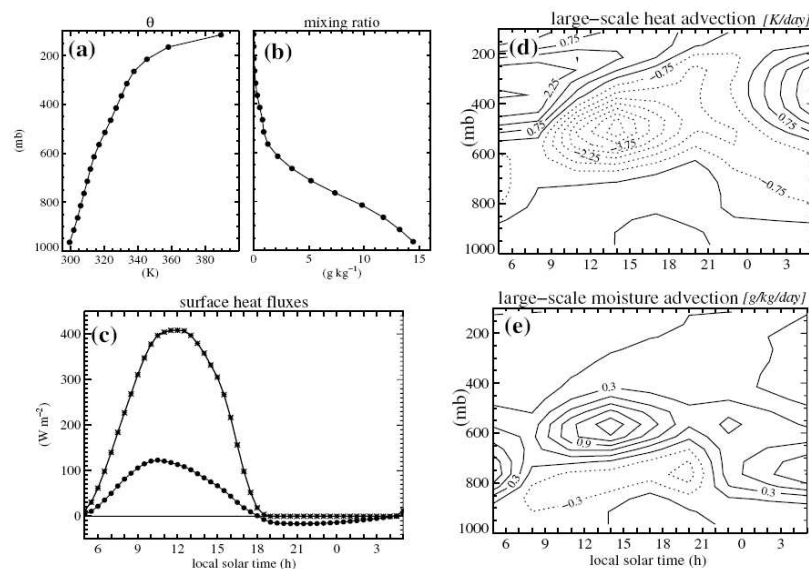 θ
(a)
(mb)
200
400
600
800
1000
300 320 340 360 380
(K)
mixing ratio
(b)
0 5 10 15
(g kg⁻¹)
large−scale heat advection [K/day]
(d)
(mb)
200
400
600
800
1000
0.75
2.25
0.75
−0.75
−3.75
−2.25
0.75
−0.75
6 9 12 15 18 21 0 3
surface heat fluxes
(c)
(W m⁻²)
400
300
200
100
0
6 9 12 15 18 21 0 3
local solar time (h)
large−scale moisture advection [g/kg/day]
(e)
(mb)
200
400
600
800
1000
0.3
0.9
0.3
−0.3
0.3
6 9 12 15 18 21 0 3
local solar time (h)